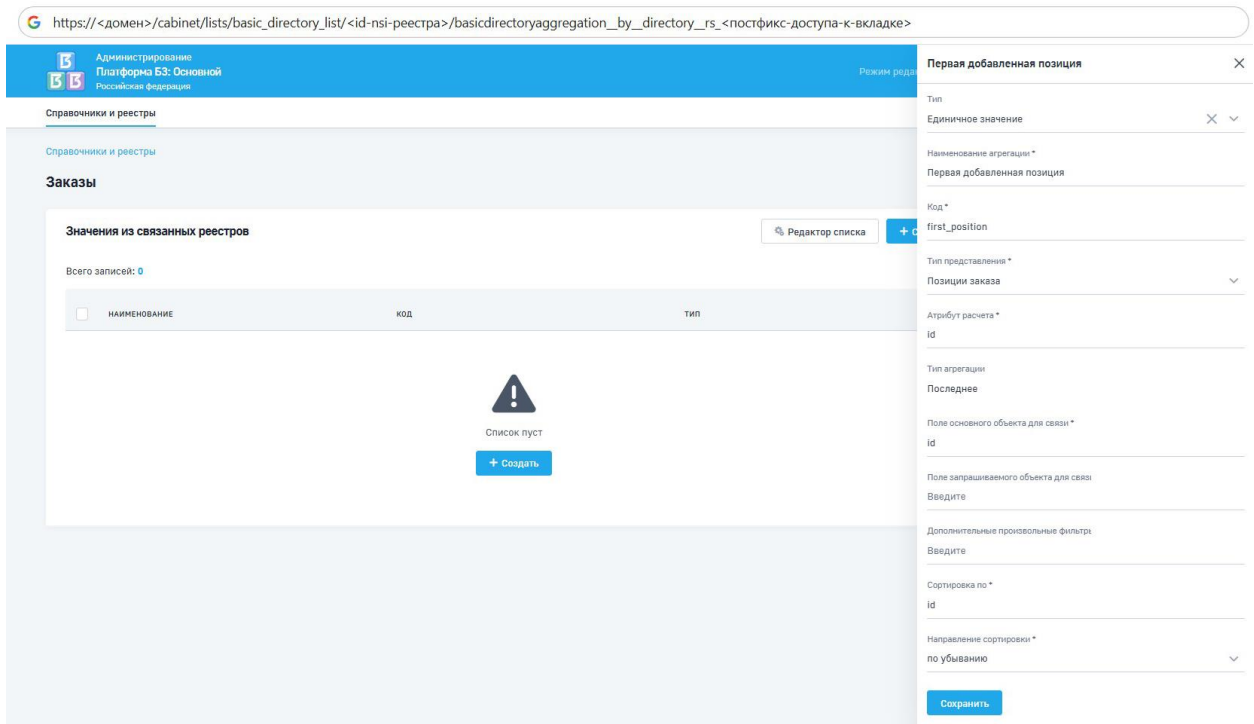 https://<домен>/cabinet/lists/basic_directory_list/<id-nsi-реестра>/basicdirectoryaggregation__by__directory__rs_<постфикс-доступа-к-вкладке>
Администрирование
Платформа БЗ: Основной
Российская федерация
Режим редак
Справочники и реестры
Справочники и реестры
Заказы
Значения из связанных реестров
Редактор списка
+ С
Всего записей: 0
НАИМЕНОВАНИЕ КОД ТИП
Список пуст
+ Создать
Первая добавленная позиция
Тип
Единичное значение
Наименование агрегации *
Первая добавленная позиция
Код *
first_position
Тип представления *
Позиции заказа
Атрибут расчета *
id
Тип агрегации
Последнее
Поле основного объекта для связи *
id
Поле запрашиваемого объекта для связи
Введите
Дополнительные произвольные фильтры
Введите
Сортировка по *
id
Направление сортировки *
по убыванию
Сохранить